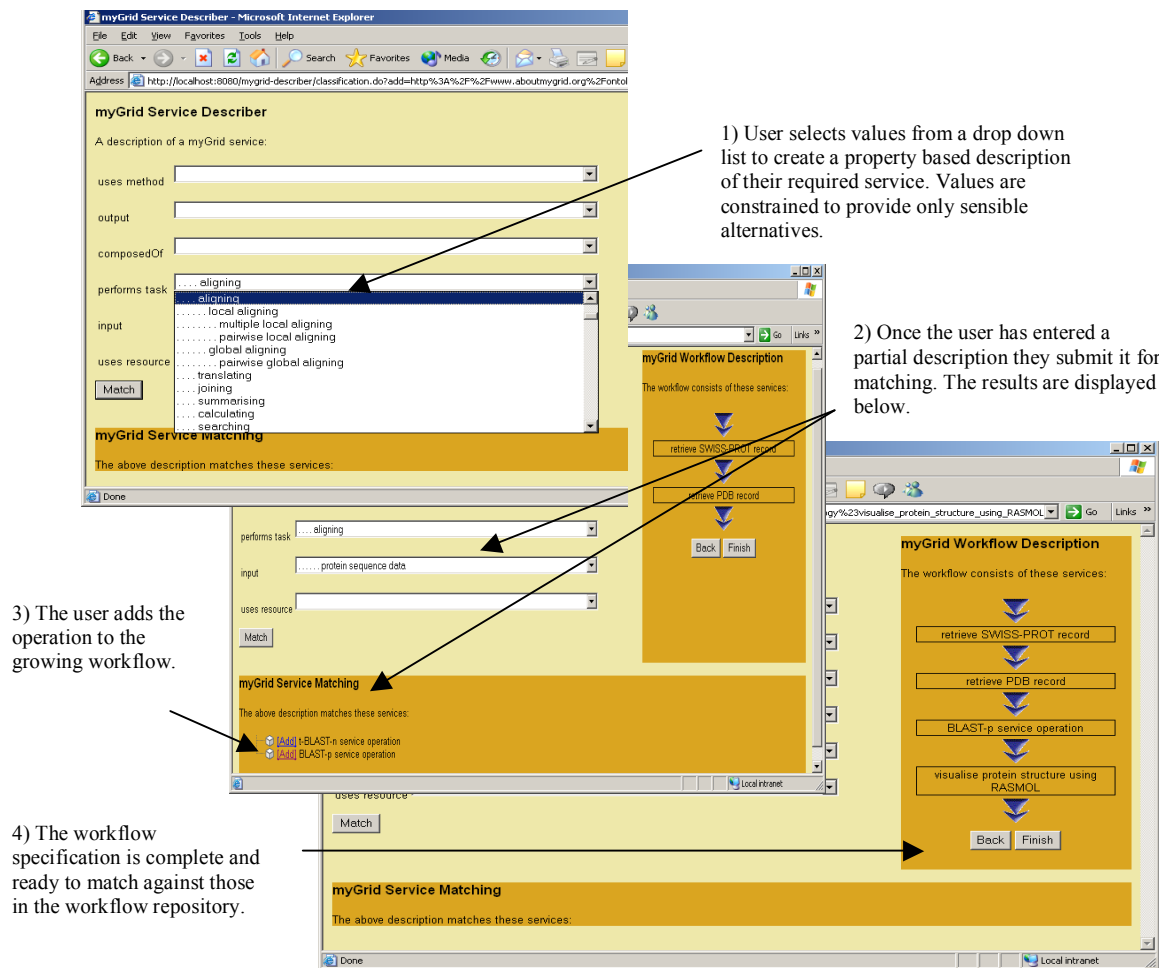 myGrid Service Describer - Microsoft Internet Explorer
File Edit View Favorites Tools Help
Back Search Favorites Media
Address http://localhost:8080/mygrid-describer/classification.do?add=http%3A%2F%2Fwww.aboutmygrid.org%2Fontol
myGrid Service Describer
A description of a myGrid service:
uses method
output
composedOf
performs task .... aligning
.... aligning
...... local aligning
........ multiple local aligning
........ pairwise local aligning
...... global aligning
........ pairwise global aligning
.... translating
.... joining
.... summarising
.... calculating
.... searching
input
uses resource
Match
myGrid Service Matching
The above description matches these services:
Done
1) User selects values from a drop down
list to create a property based description
of their required service. Values are
constrained to provide only sensible
alternatives.
Go Links »
myGrid Workflow Description
The workflow consists of these services:
retrieve SWISS-PROT record
retrieve PDB record
Back Finish
performs task .... aligning
input ...... protein sequence data
uses resource
Match
myGrid Service Matching
The above description matches these services:
[Add] t-BLAST-n service operation
[Add] BLAST-p service operation
Local intranet
2) Once the user has entered a
partial description they submit it for
matching. The results are displayed
below.
3) The user adds the
operation to the
growing workflow.
gy%23visualise_protein_structure_using_RASMOL Go Links »
myGrid Workflow Description
The workflow consists of these services:
retrieve SWISS-PROT record
retrieve PDB record
BLAST-p service operation
visualise protein structure using
RASMOL
Back Finish
uses resource
Match
myGrid Service Matching
The above description matches these services:
Done Local intranet
4) The workflow
specification is complete and
ready to match against those
in the workflow repository.